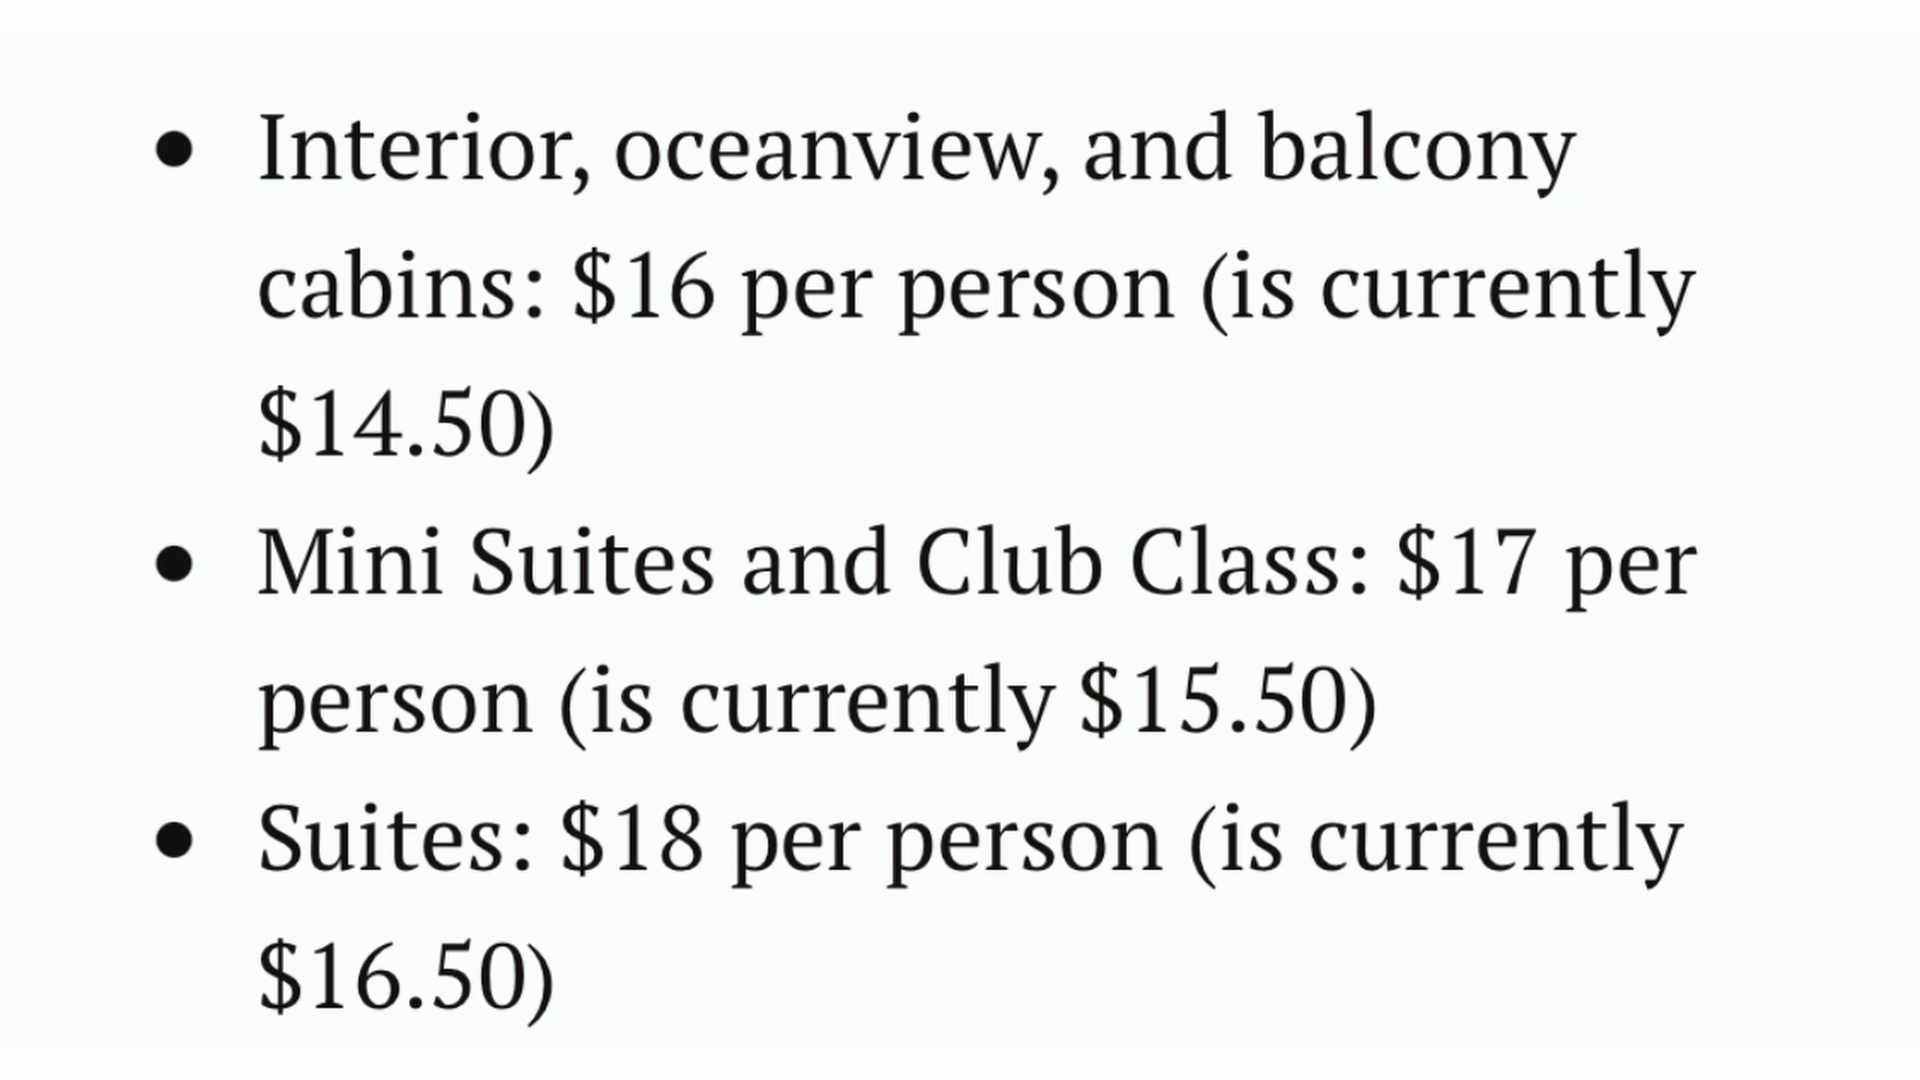 • Interior, oceanview, and balcony
cabins: $16 per person (is currently
$14.50)
• Mini Suites and Club Class: $17 per
person (is currently $15.50)
• Suites: $18 per person (is currently
$16.50)